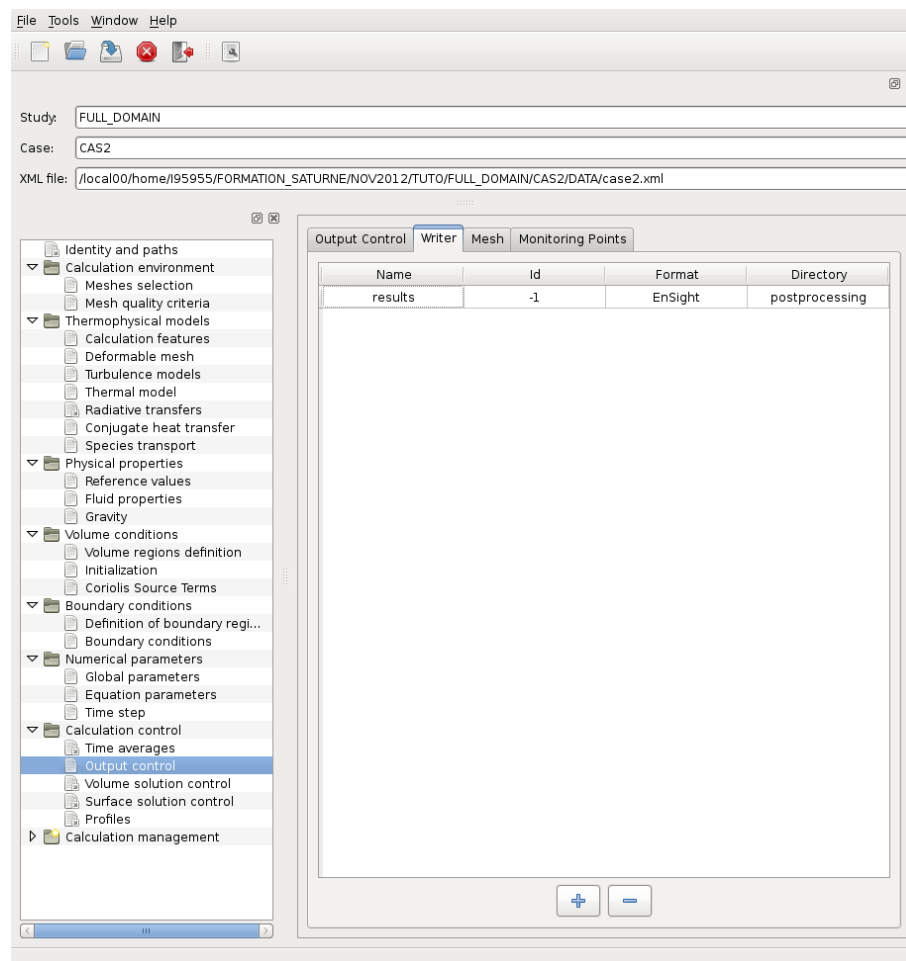 File Tools Window Help
Study: FULL_DOMAIN
Case: CAS2
XML file: /local00/home/I95955/FORMATION_SATURNE/NOV2012/TUTO/FULL_DOMAIN/CAS2/DATA/case2.xml
Identity and paths
Calculation environment
Meshes selection
Mesh quality criteria
Thermophysical models
Calculation features
Deformable mesh
Turbulence models
Thermal model
Radiative transfers
Conjugate heat transfer
Species transport
Physical properties
Reference values
Fluid properties
Gravity
Volume conditions
Volume regions definition
Initialization
Coriolis Source Terms
Boundary conditions
Definition of boundary regi...
Boundary conditions
Numerical parameters
Global parameters
Equation parameters
Time step
Calculation control
Time averages
Output control
Volume solution control
Surface solution control
Profiles
Calculation management
Output Control Writer Mesh Monitoring Points
Name Id Format Directory
results -1 EnSight postprocessing